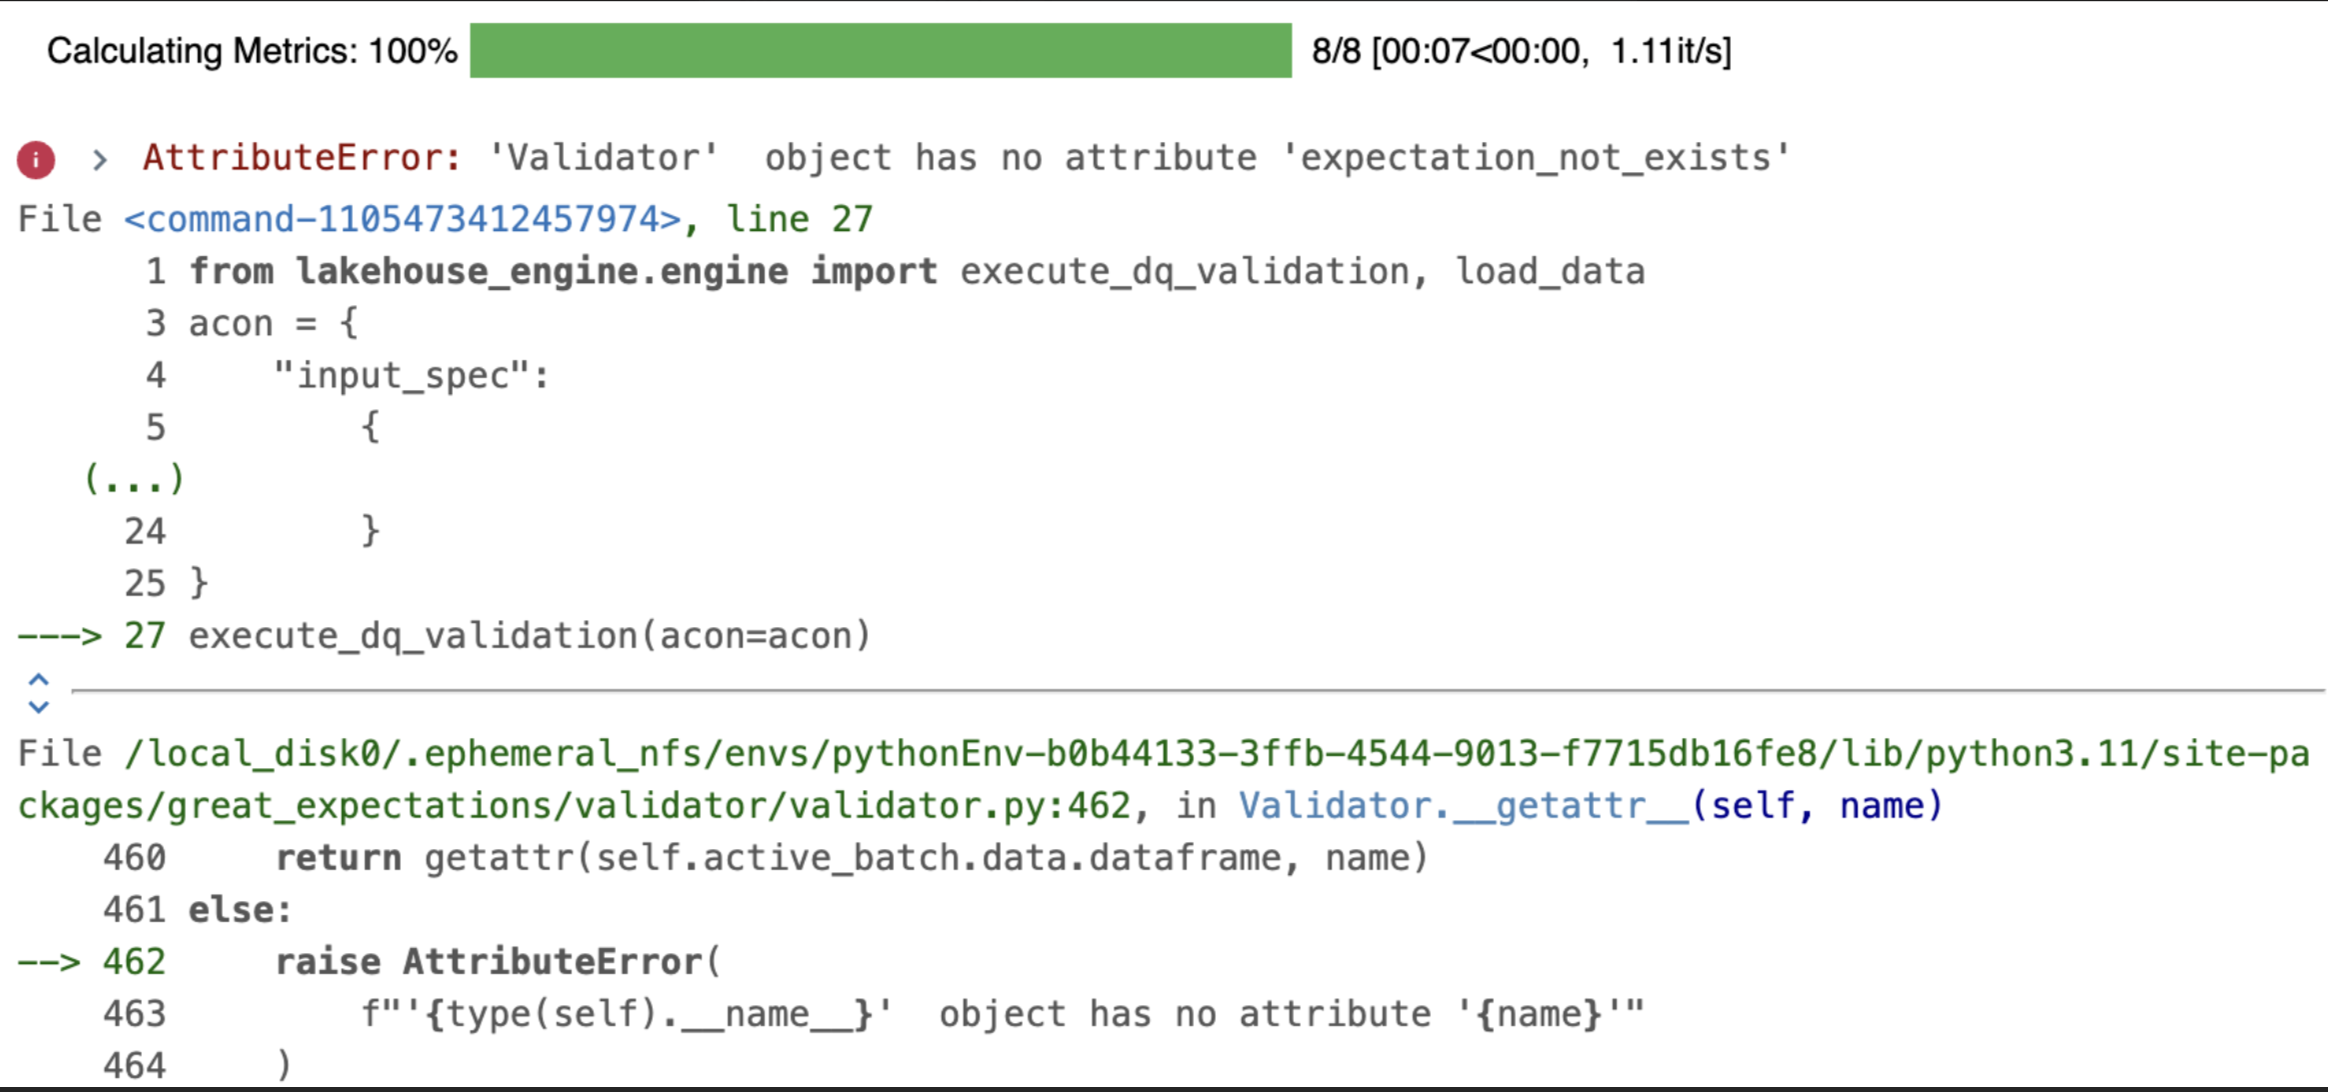 Calculating Metrics: 100% 8/8 [00:07<00:00, 1.11it/s]
i > AttributeError: 'Validator'  object has no attribute 'expectation_not_exists'
File <command-1105473412457974>, line 27
      1 from lakehouse_engine.engine import execute_dq_validation, load_data
      3 acon = {
      4     "input_spec":
      5         {
   (...)
     24         }
     25 }
---> 27 execute_dq_validation(acon=acon)
File /local_disk0/.ephemeral_nfs/envs/pythonEnv-b0b44133-3ffb-4544-9013-f7715db16fe8/lib/python3.11/site-pa
ckages/great_expectations/validator/validator.py:462, in Validator.__getattr__(self, name)
    460     return getattr(self.active_batch.data.dataframe, name)
    461 else:
--> 462     raise AttributeError(
    463         f"'{type(self).__name__}'  object has no attribute '{name}'"
    464     )